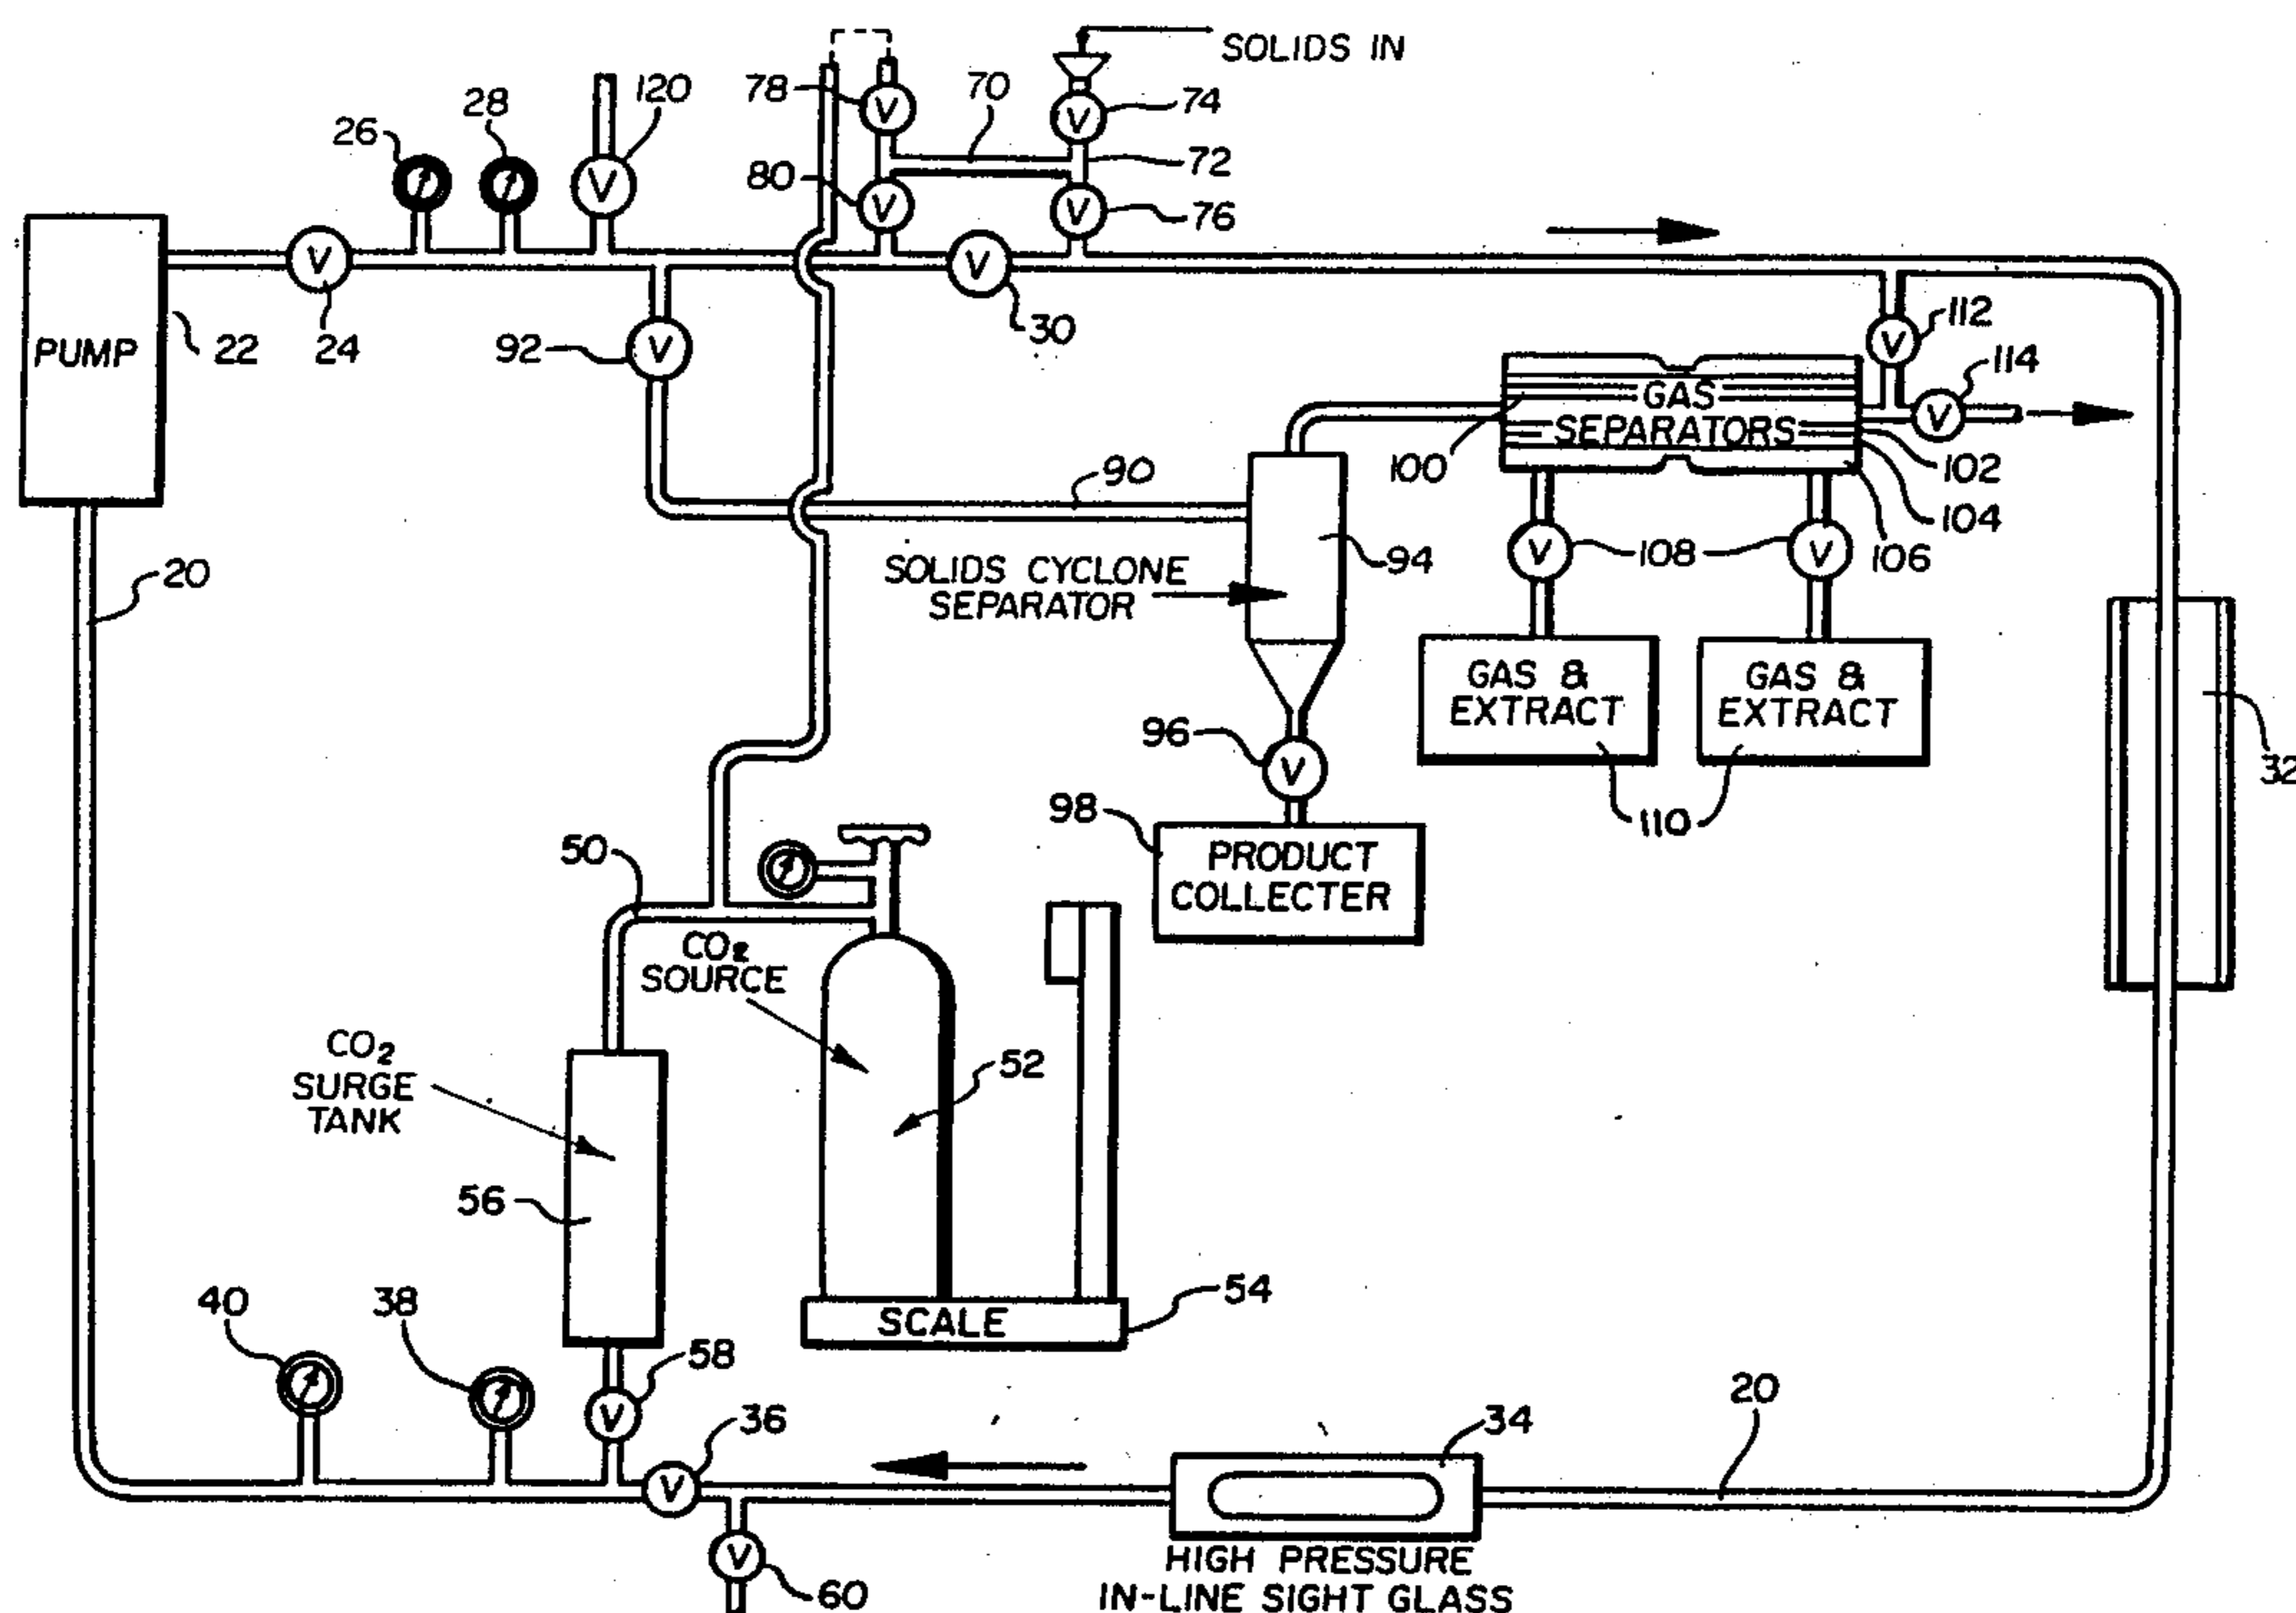 SOLIDS IN
78
70
74
120
28
26
72
80
76
V
V
V
V
V
V
V
PUMP
22
24
92
V
30
112
V
114
V
GAS
SEPARATORS
100
102
104
106
90
94
V
108
V
20
SOLIDS CYCLONE
SEPARATOR
GAS &
EXTRACT
GAS &
EXTRACT
32
96
V
110
98
PRODUCT
COLLECTER
50
CO2
SOURCE
CO2
SURGE
TANK
52
56
54
SCALE
40
38
58
V
36
V
34
20
60
V
HIGH PRESSURE
IN-LINE SIGHT GLASS